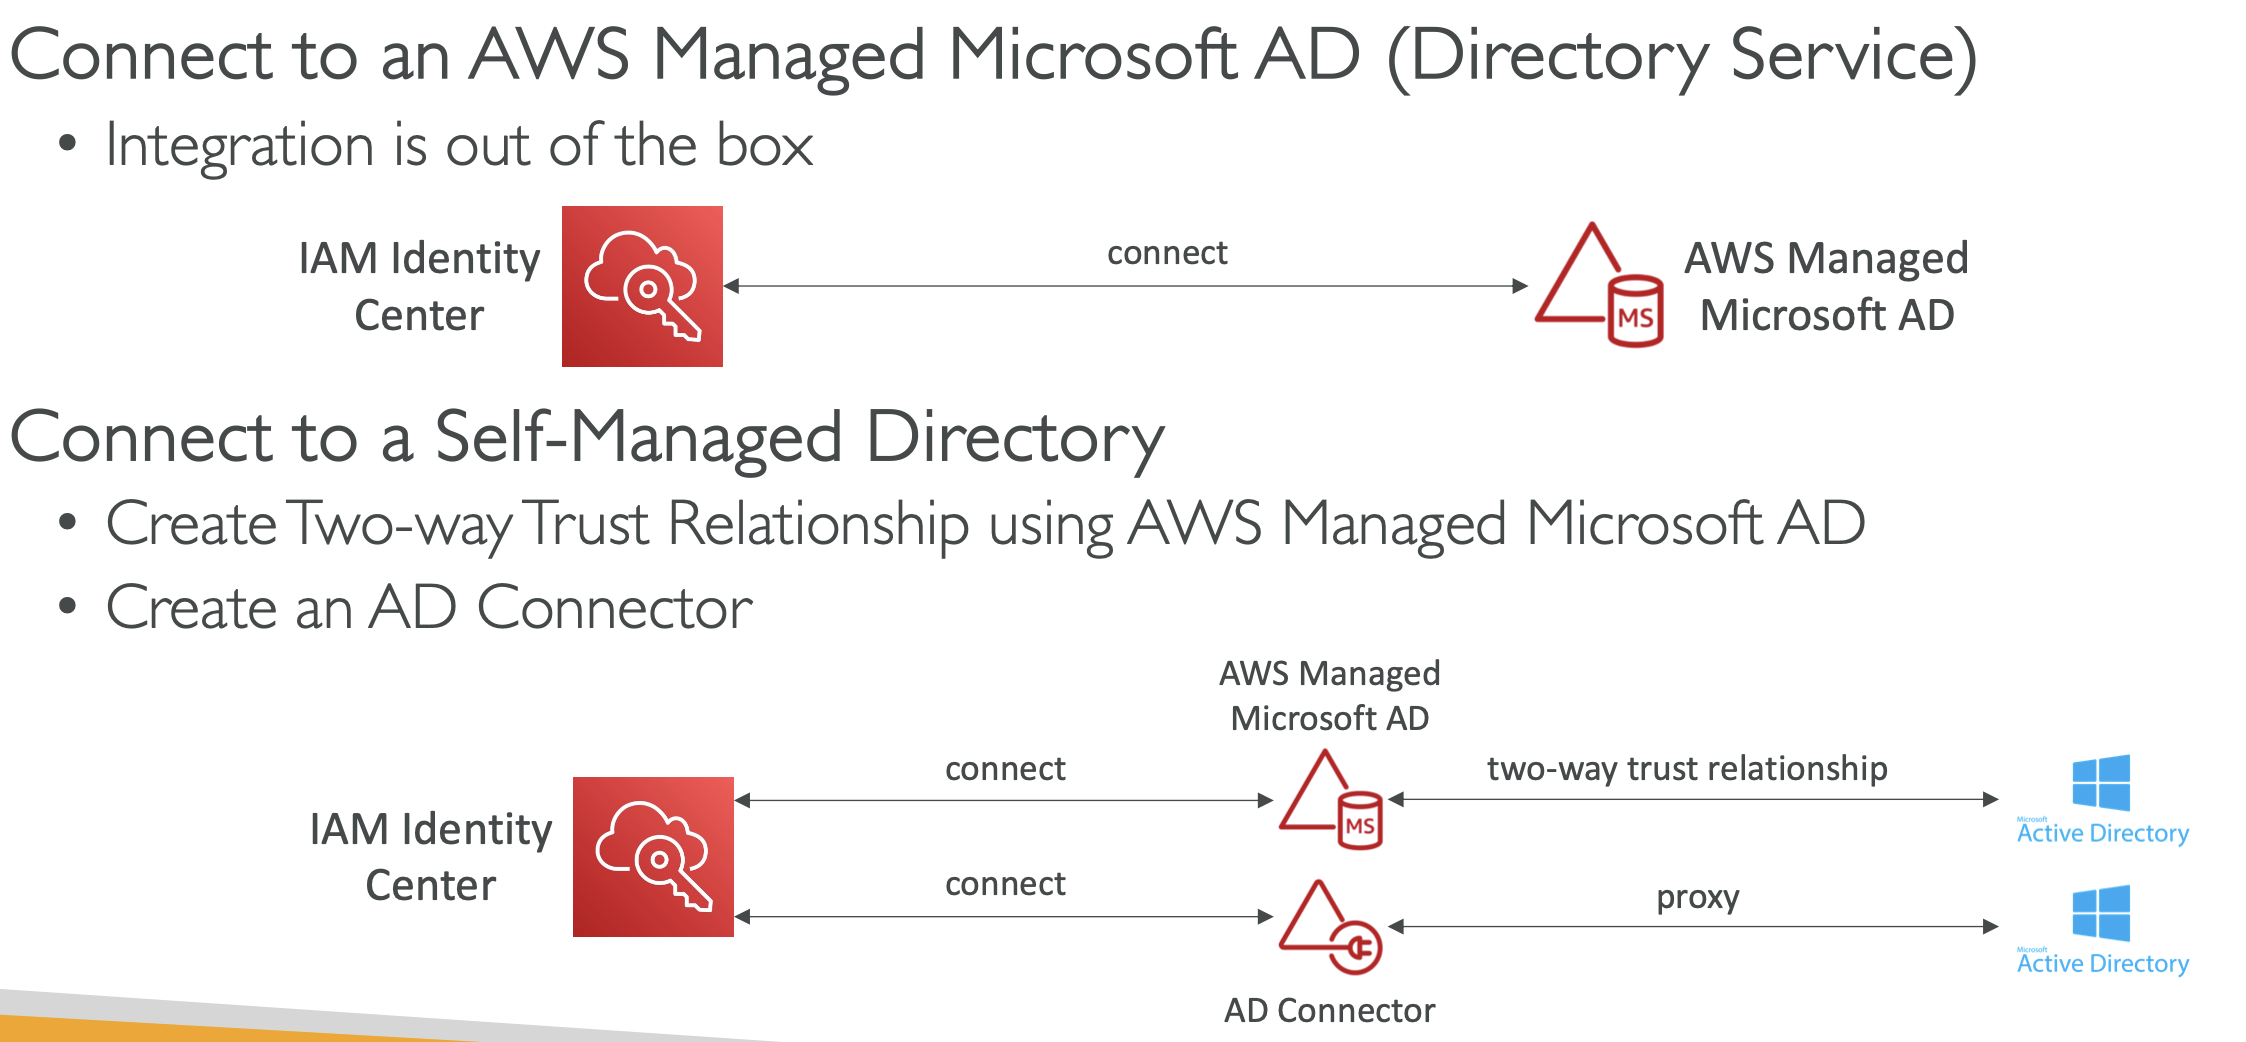 Connect to an AWS Managed Microsoft AD (Directory Service)
• Integration is out of the box
IAM Identity
Center
connect
MS
AWS Managed
Microsoft AD
Connect to a Self-Managed Directory
• Create Two-way Trust Relationship using AWS Managed Microsoft AD
• Create an AD Connector
IAM Identity
Center
connect
AWS Managed
Microsoft AD
MS
two-way trust relationship
Microsoft
Active Directory
connect
AD Connector
proxy
Microsoft
Active Directory